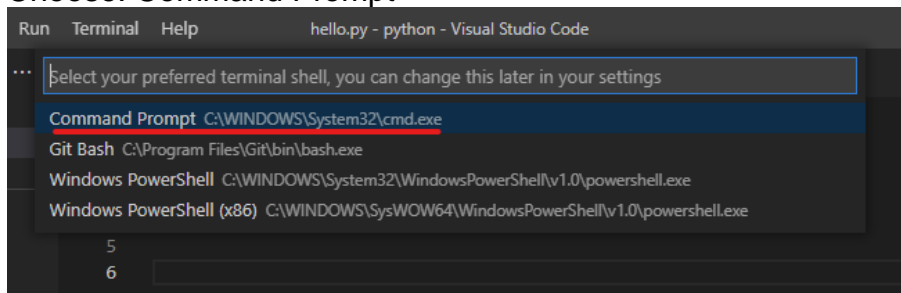 Choose: Command Prompt
Run Terminal Help hello.py - python - Visual Studio Code
... Select your preferred terminal shell, you can change this later in your settings
Command Prompt C:\WINDOWS\System32\cmd.exe
Git Bash C:\Program Files\Git\bin\bash.exe
Windows PowerShell C:\WINDOWS\System32\WindowsPowerShell\v1.0\powershell.exe
Windows PowerShell (x86) C:\WINDOWS\SysWOW64\WindowsPowerShell\v1.0\powershell.exe
5
6